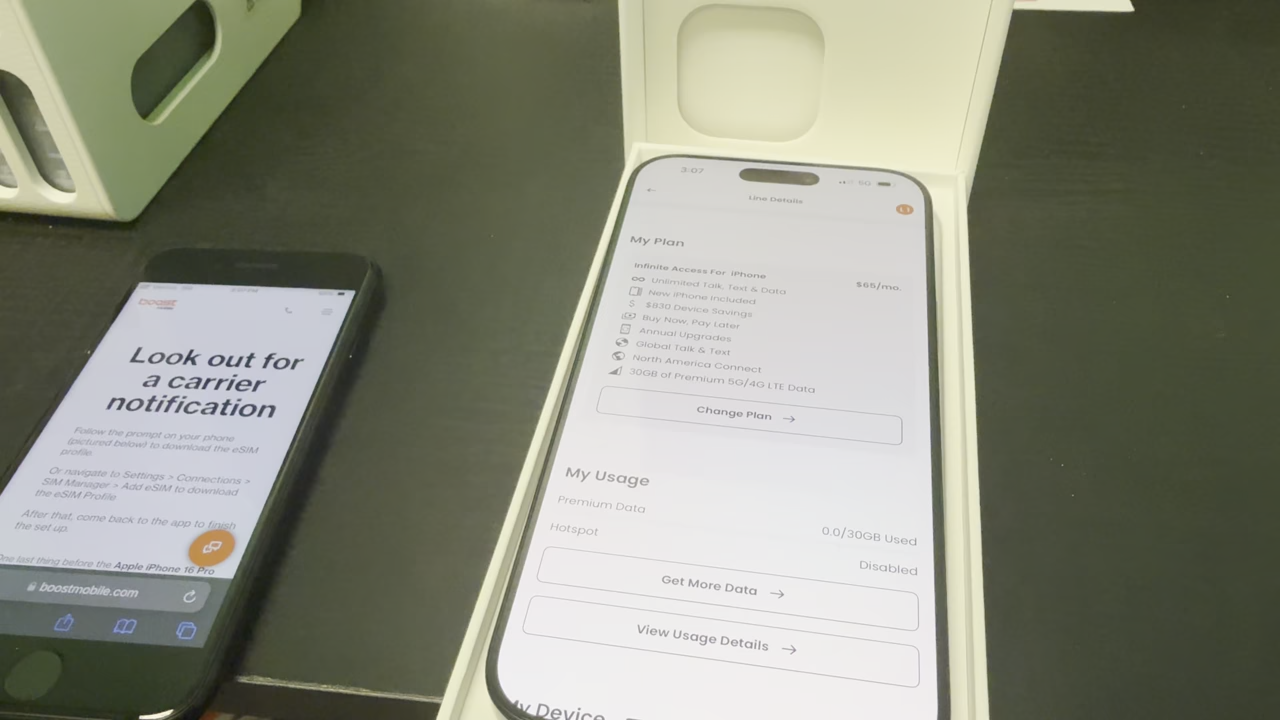 boost
Look out for
a carrier
notification
Follow the prompt on your phone
(pictured below) to download the eSIM
profile.
Or navigate to Settings > Connections >
SIM Manager > Add eSIM to download
the eSIM Profile.
After that, come back to the app to finish
the set up.
One last thing before the Apple iPhone 16 Pro
boostmobile.com
3:07
5G
Line Details
My Plan
Infinite Access For iPhone
$65/mo.
Unlimited Talk, Text & Data
New iPhone Included
$830 Device Savings
Buy Now, Pay Later
Annual Upgrades
Global Talk & Text
North America Connect
30GB of Premium 5G/4G LTE Data
Change Plan →
My Usage
Premium Data
0.0/30GB Used
Hotspot
Disabled
Get More Data →
View Usage Details →
My Device